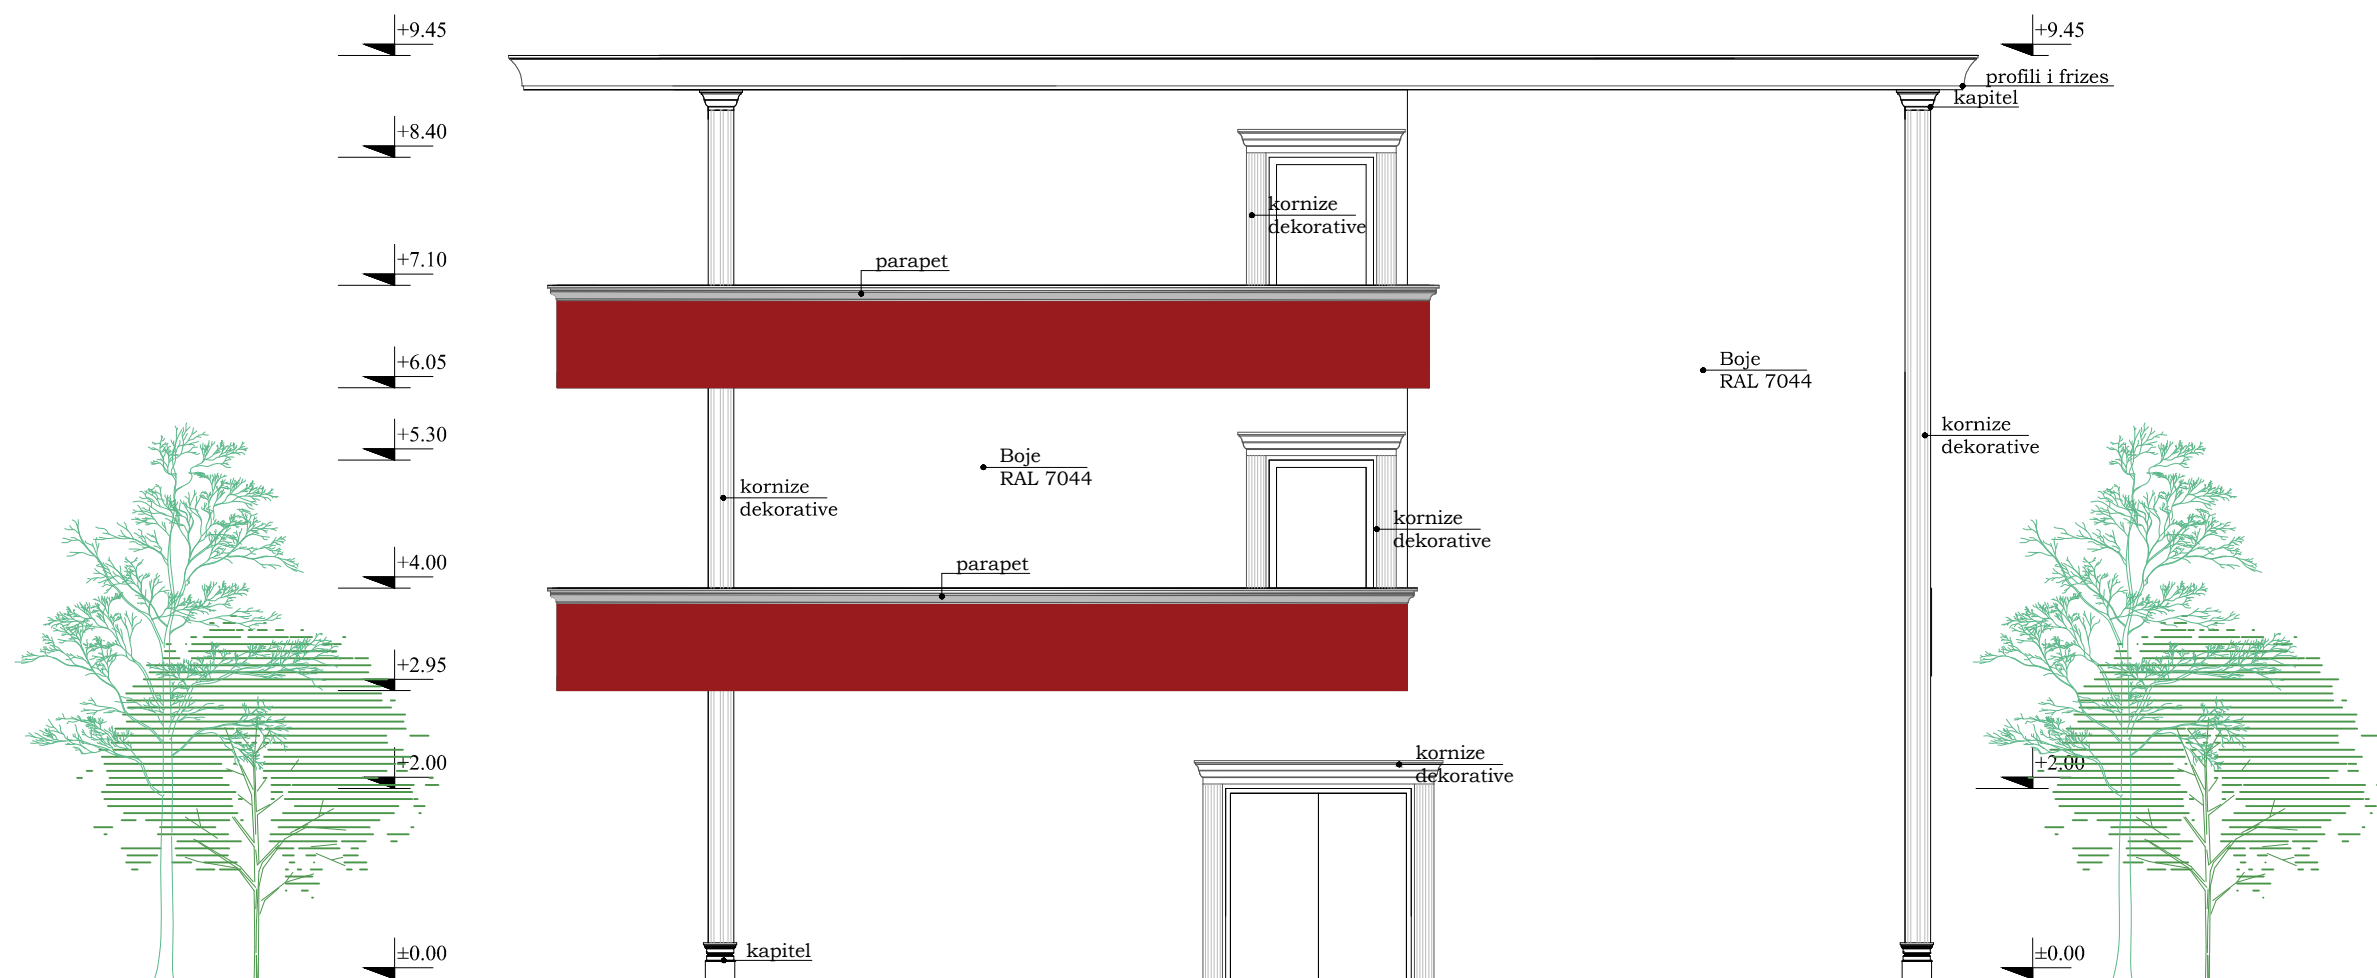 +9.45
+9.45
profili i frizes
kapitel
+8.40
kornize
dekorative
+7.10
parapet
+6.05
Boje
RAL 7044
+5.30
kornize
dekorative
Boje
RAL 7044
kornize
dekorative
kornize
dekorative
+4.00
parapet
+2.95
+2.00
kornize
dekorative
+2.00
±0.00
kapitel
±0.00